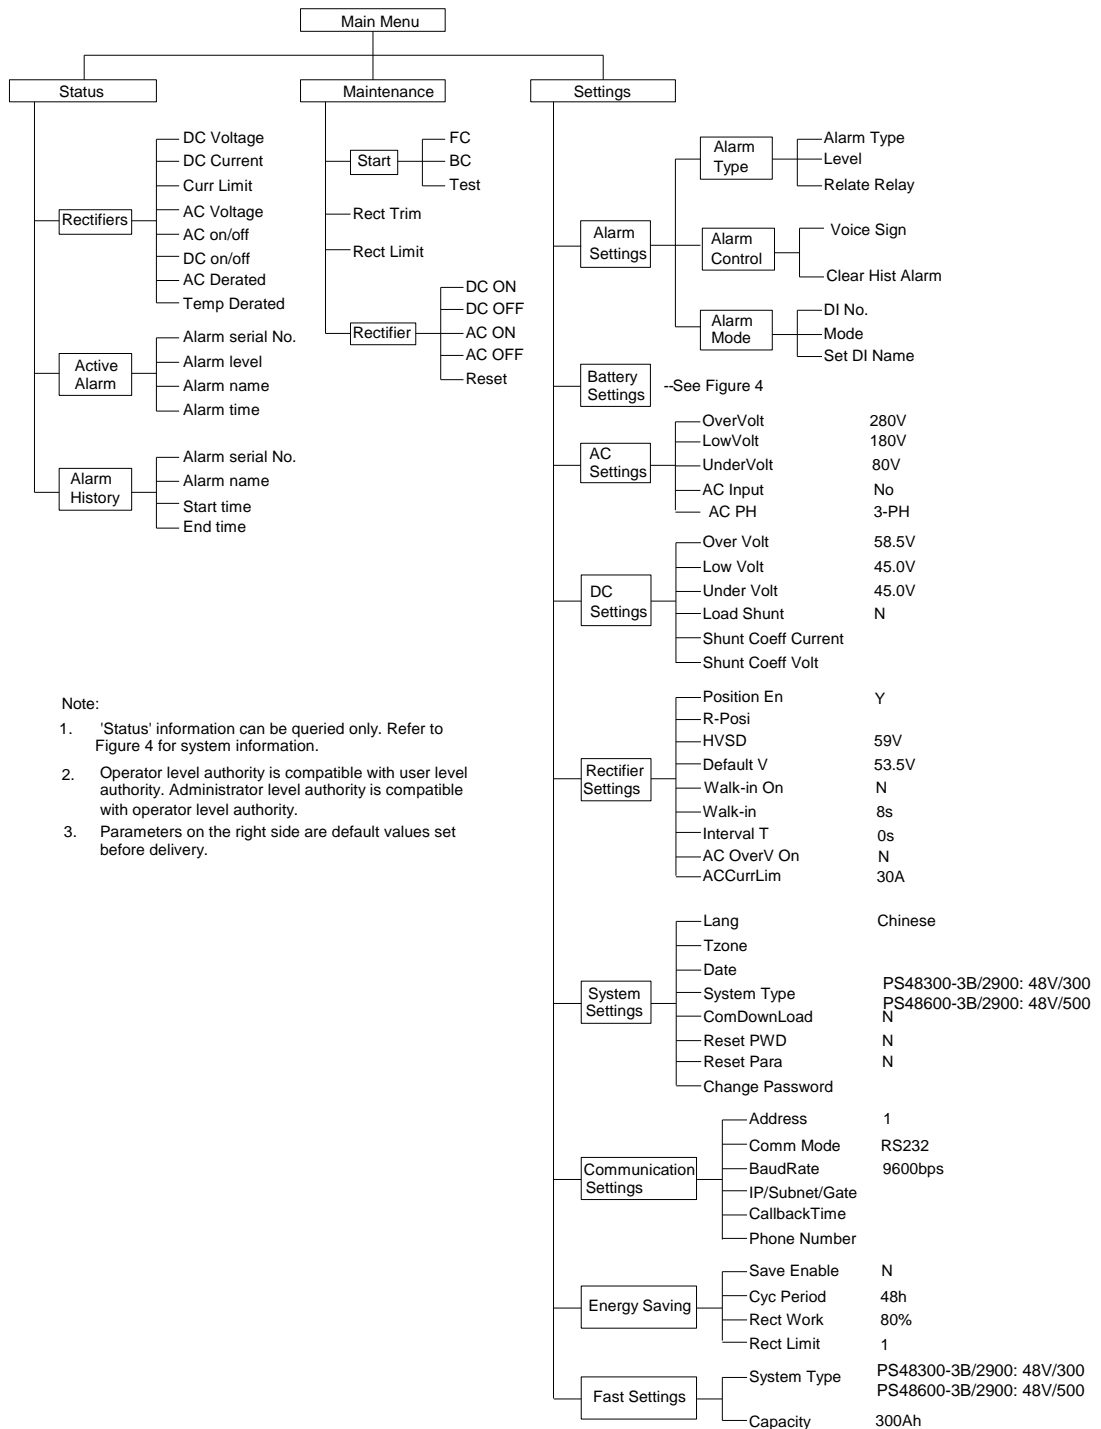 Main Menu
Status
Maintenance
Settings
Rectifiers
DC Voltage
DC Current
Curr Limit
AC Voltage
AC on/off
DC on/off
AC Derated
Temp Derated
Active
Alarm
Alarm serial No.
Alarm level
Alarm name
Alarm time
Alarm
History
Alarm serial No.
Alarm name
Start time
End time
Start
FC
BC
Test
Rect Trim
Rect Limit
Rectifier
DC ON
DC OFF
AC ON
AC OFF
Reset
Alarm
Settings
Alarm
Type
Alarm Type
Level
Relate Relay
Alarm
Control
Voice Sign
Clear Hist Alarm
Alarm
Mode
DI No.
Mode
Set DI Name
Battery
Settings
--See Figure 4
AC
Settings
OverVolt 280V
LowVolt 180V
UnderVolt 80V
AC Input No
AC PH 3-PH
DC
Settings
Over Volt 58.5V
Low Volt 45.0V
Under Volt 45.0V
Load Shunt N
Shunt Coeff Current
Shunt Coeff Volt
Rectifier
Settings
Position En Y
R-Posi
HVSD 59V
Default V 53.5V
Walk-in On N
Walk-in 8s
Interval T 0s
AC OverV On N
ACCurrLim 30A
System
Settings
Lang Chinese
Tzone
Date
System Type PS48300-3B/2900: 48V/300
PS48600-3B/2900: 48V/500
ComDownLoad N
Reset PWD N
Reset Para N
Change Password
Communication
Settings
Address 1
Comm Mode RS232
BaudRate 9600bps
IP/Subnet/Gate
CallbackTime
Phone Number
Energy Saving
Save Enable N
Cyc Period 48h
Rect Work 80%
Rect Limit 1
Fast Settings
System Type PS48300-3B/2900: 48V/300
PS48600-3B/2900: 48V/500
Capacity 300Ah
Note:
1. 'Status' information can be queried only. Refer to
Figure 4 for system information.
2. Operator level authority is compatible with user level
authority. Administrator level authority is compatible
with operator level authority.
3. Parameters on the right side are default values set
before delivery.